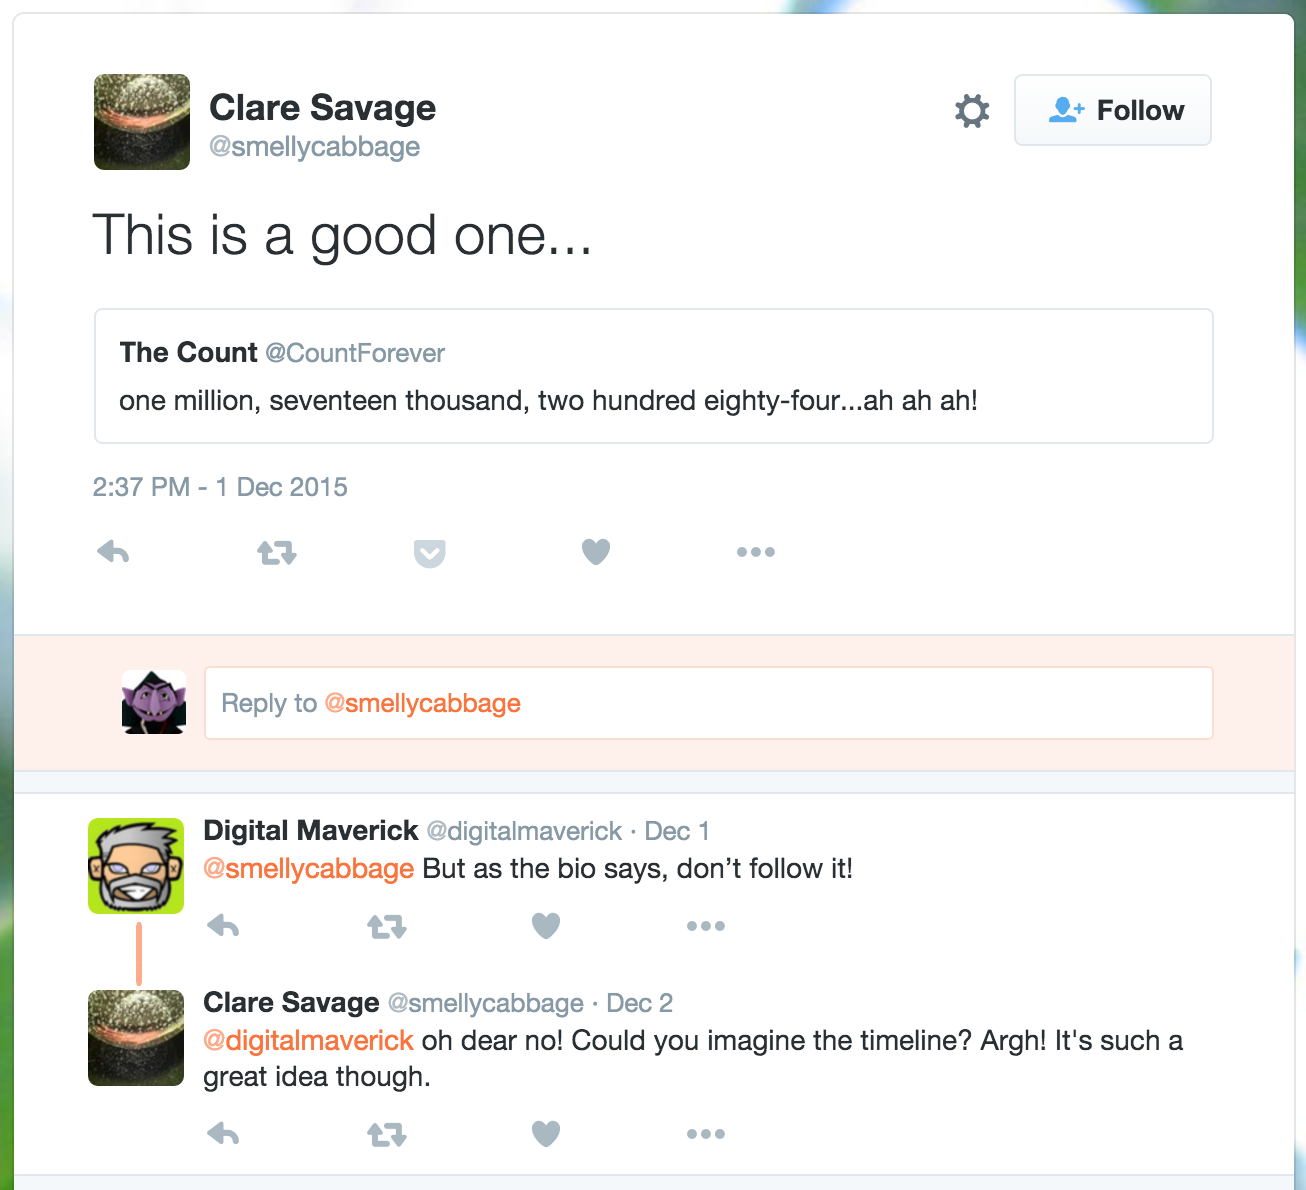 Clare Savage
@smellycabbage
Follow
This is a good one...
The Count @CountForever
one million, seventeen thousand, two hundred eighty-four...ah ah ah!
2:37 PM - 1 Dec 2015
Reply to @smellycabbage
Digital Maverick @digitalmaverick · Dec 1
@smellycabbage But as the bio says, don’t follow it!
Clare Savage @smellycabbage · Dec 2
@digitalmaverick oh dear no! Could you imagine the timeline? Argh! It's such a
great idea though.